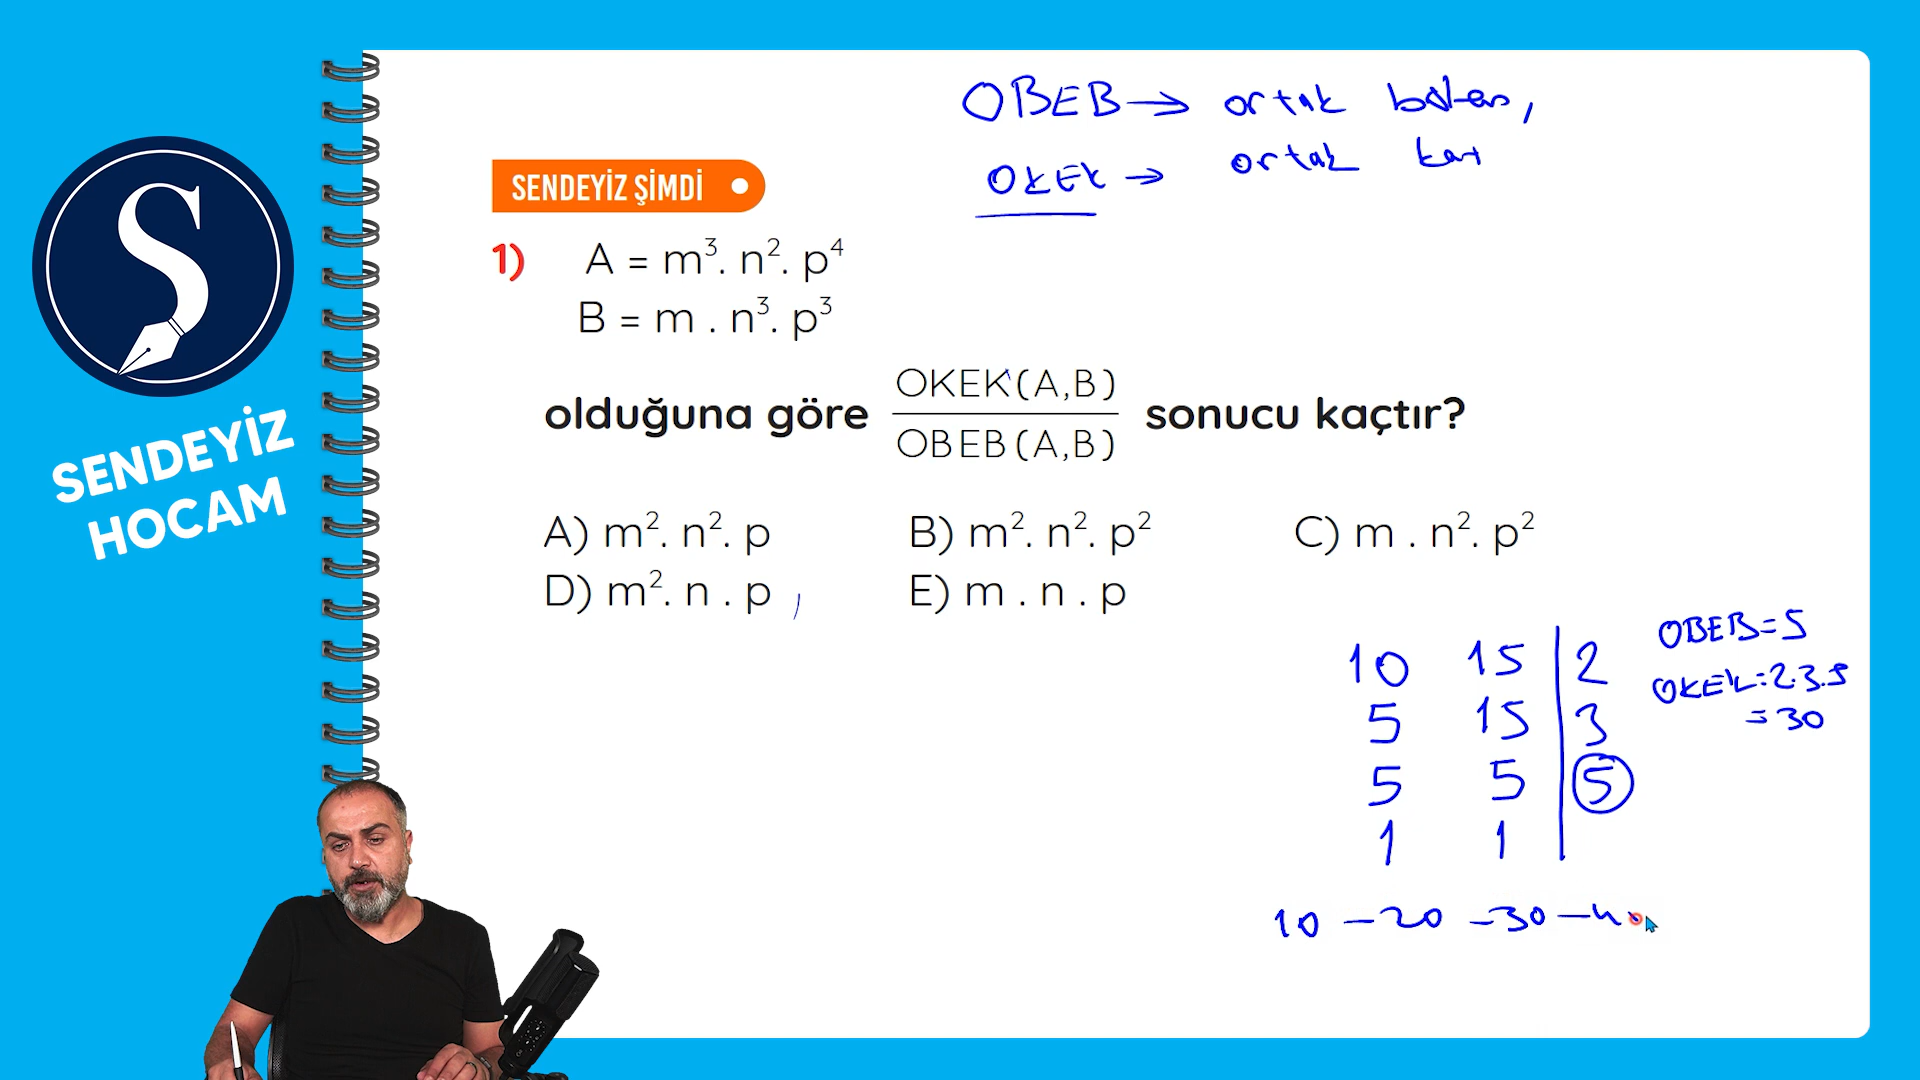 SENDEYİZ
HOCAM
OBEB → ortak bölen,
OKEK → ortak kat
SENDEYİZ ŞİMDİ
1) A = m³. n². p⁴
B = m . n³. p³
olduğuna göre OKEK(A,B) / OBEB(A,B) sonucu kaçtır?
A) m². n². p B) m². n². p² C) m . n². p²
D) m². n . p E) m . n . p
10 15 | 2
5 15 | 3
5 5 | 5
1 1 |
OBEB=5
OKEK=2.3.5
=30
10 - 20 - 30 - 40